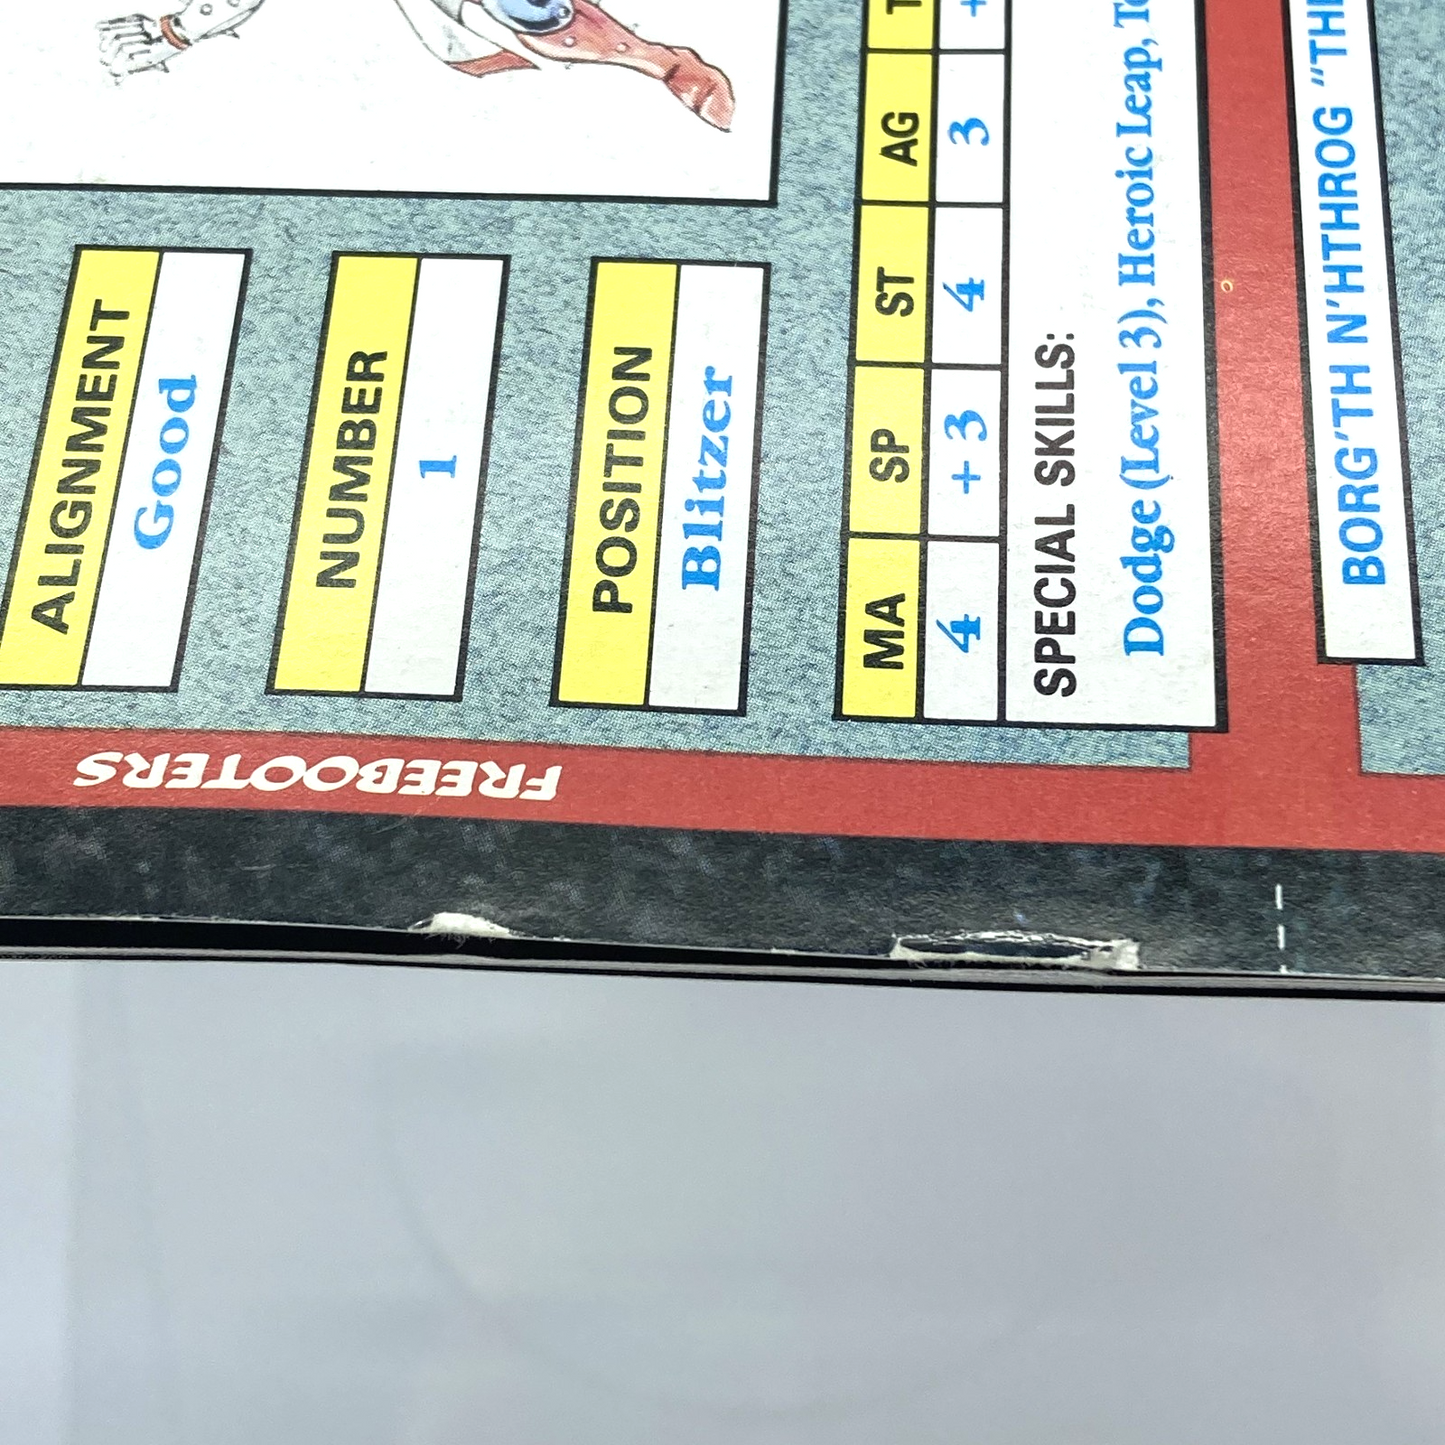 ALIGNMENT
Good
NUMBER
1
POSITION
Blitzer
MA SP ST AG
4 +3 4 3 +
SPECIAL SKILLS:
Dodge (Level 3), Heroic Leap,
BORG'TH N'HTHROG "THE
FREEBOOTERS